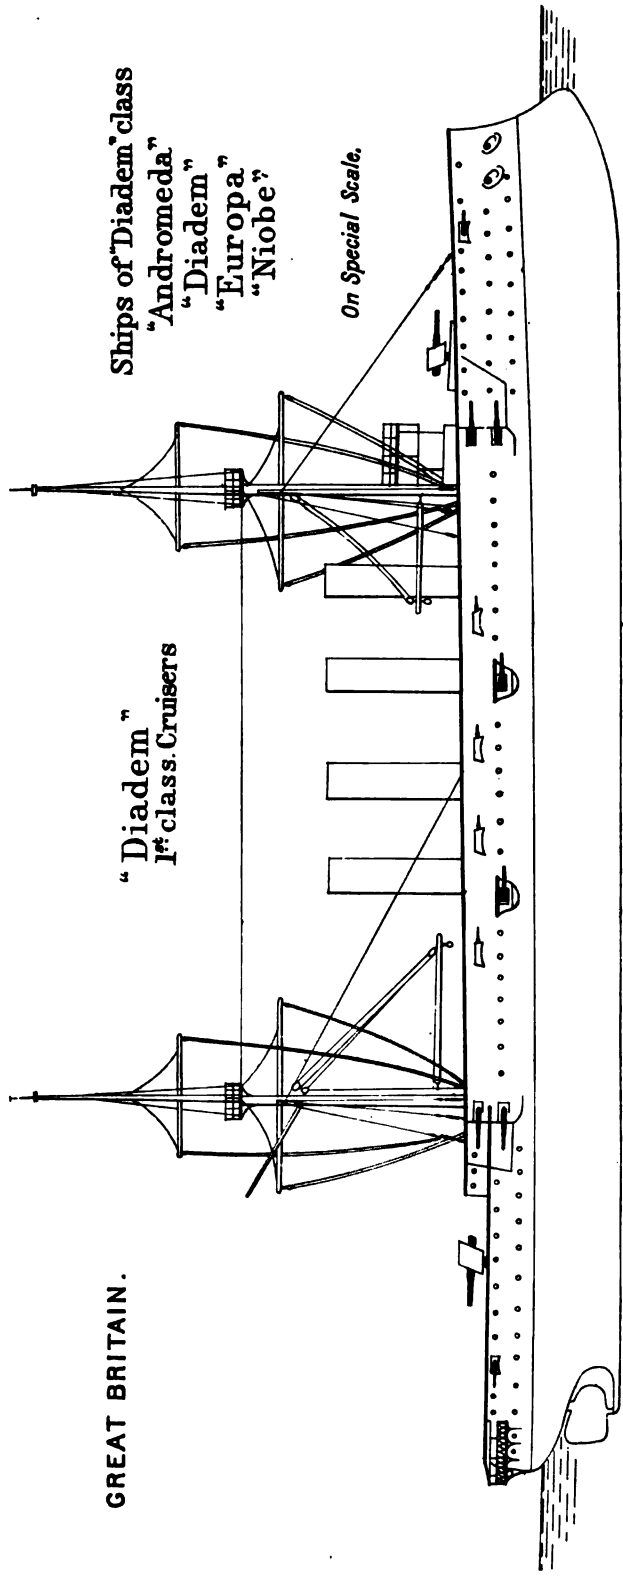 GREAT BRITAIN.
“Diadem”
1st class. Cruisers
Ships of “Diadem” class
“Andromeda”
“Diadem”
“Europa”
“Niobe”
On Special Scale.